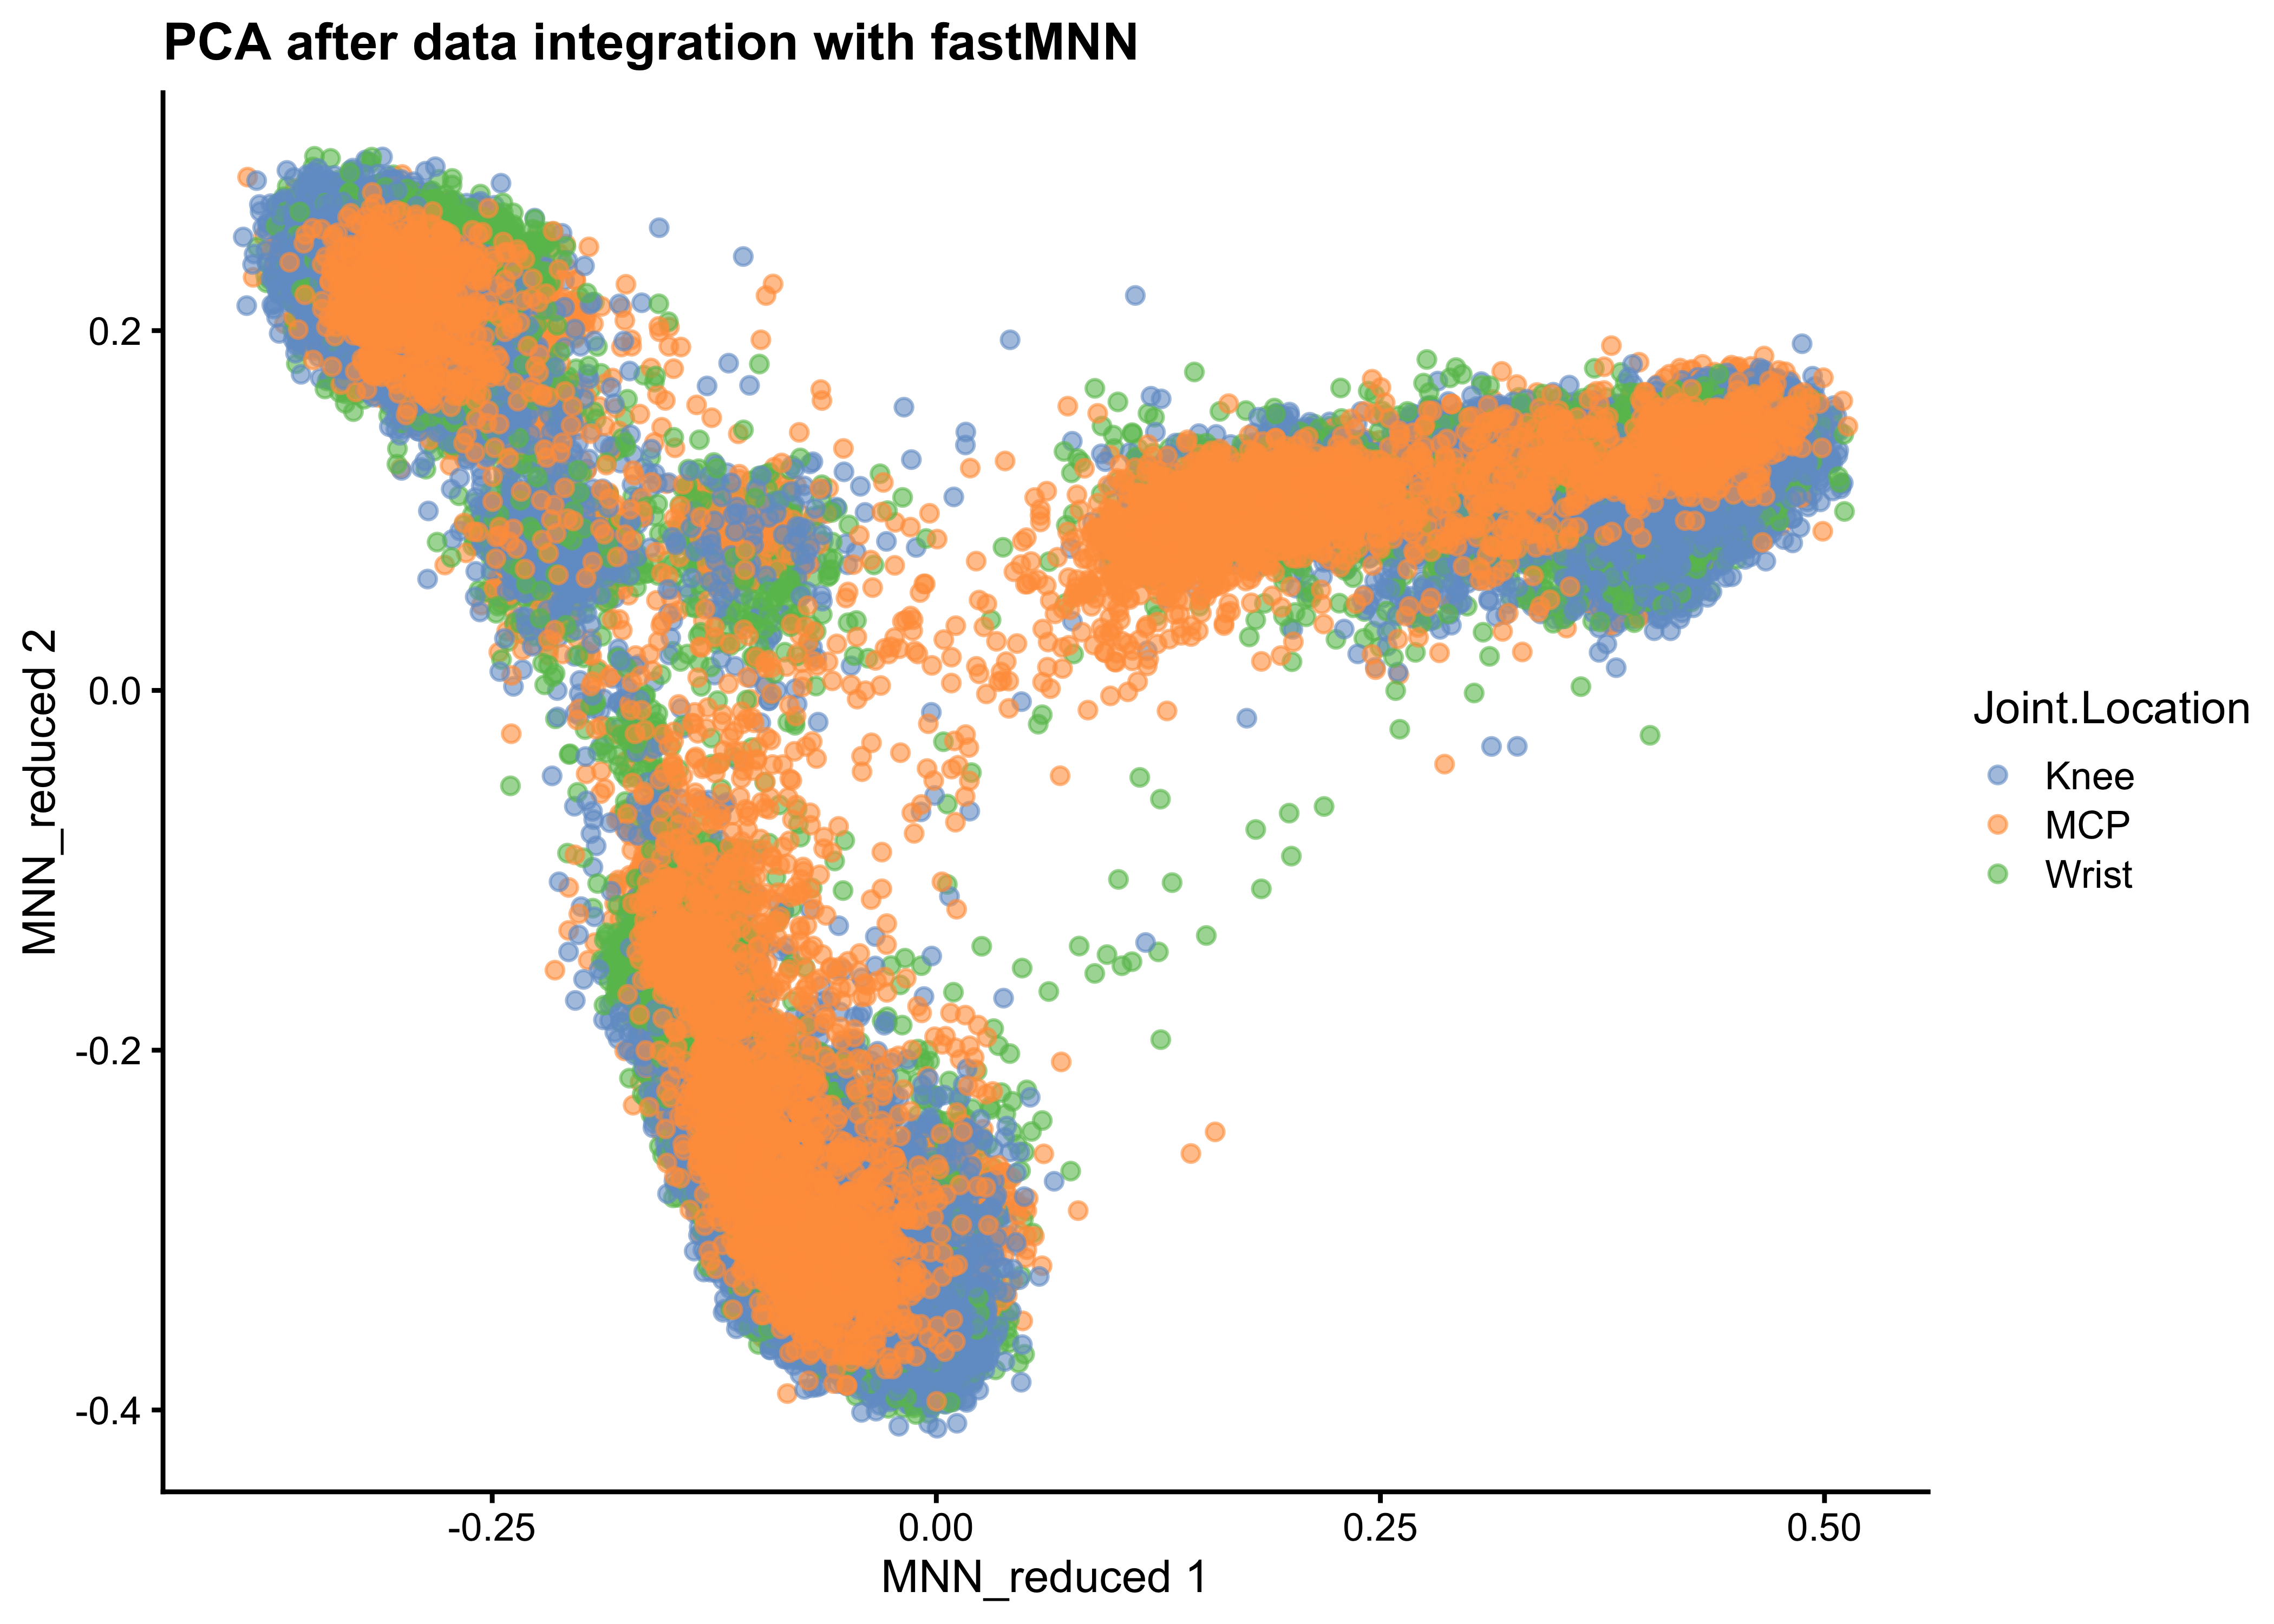 PCA after data integration with fastMNN
MNN_reduced 2
0.2
0.0
-0.2
-0.4
-0.25
0.00
0.25
0.50
MNN_reduced 1
Joint.Location
Knee
MCP
Wrist